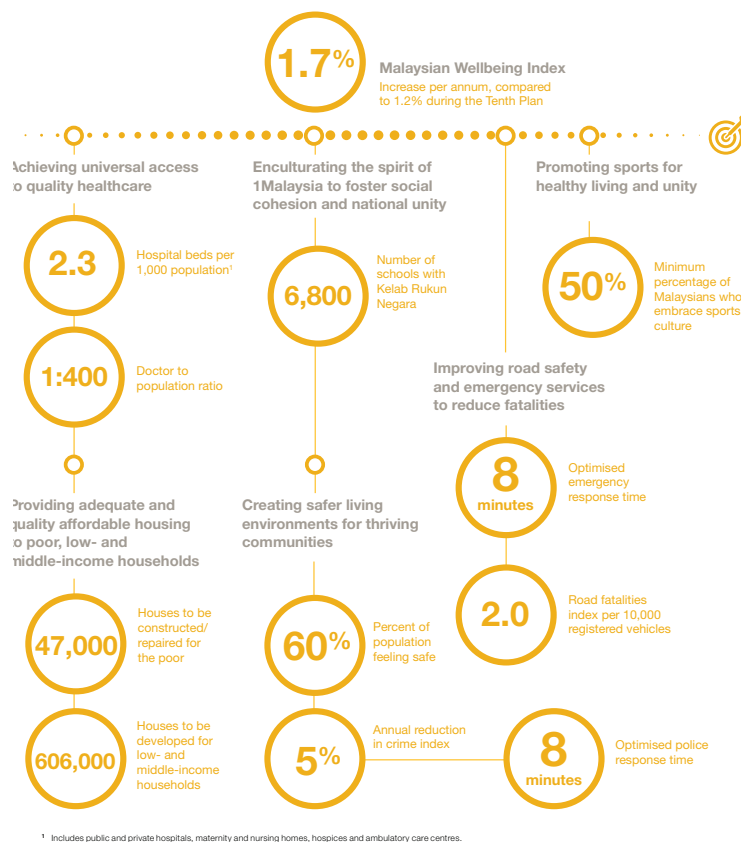 1.7%
Malaysian Wellbeing Index
Increase per annum, compared
to 1.2% during the Tenth Plan
Achieving universal access
to quality healthcare
2.3
Hospital beds per
1,000 population¹
1:400
Doctor to
population ratio
Providing adequate and
quality affordable housing
to poor, low- and
middle-income households
47,000
Houses to be
constructed/
repaired for
the poor
606,000
Houses to be
developed for
low- and
middle-income
households
Enculturating the spirit of
1Malaysia to foster social
cohesion and national unity
6,800
Number of
schools with
Kelab Rukun
Negara
Creating safer living
environments for thriving
communities
60%
Percent of
population
feeling safe
5%
Annual reduction
in crime index
8
minutes
Optimised police
response time
Improving road safety
and emergency services
to reduce fatalities
8
minutes
Optimised
emergency
response time
2.0
Road fatalities
index per 10,000
registered vehicles
Promoting sports for
healthy living and unity
50%
Minimum
percentage of
Malaysians who
embrace sports
culture
¹ Includes public and private hospitals, maternity and nursing homes, hospices and ambulatory care centres.